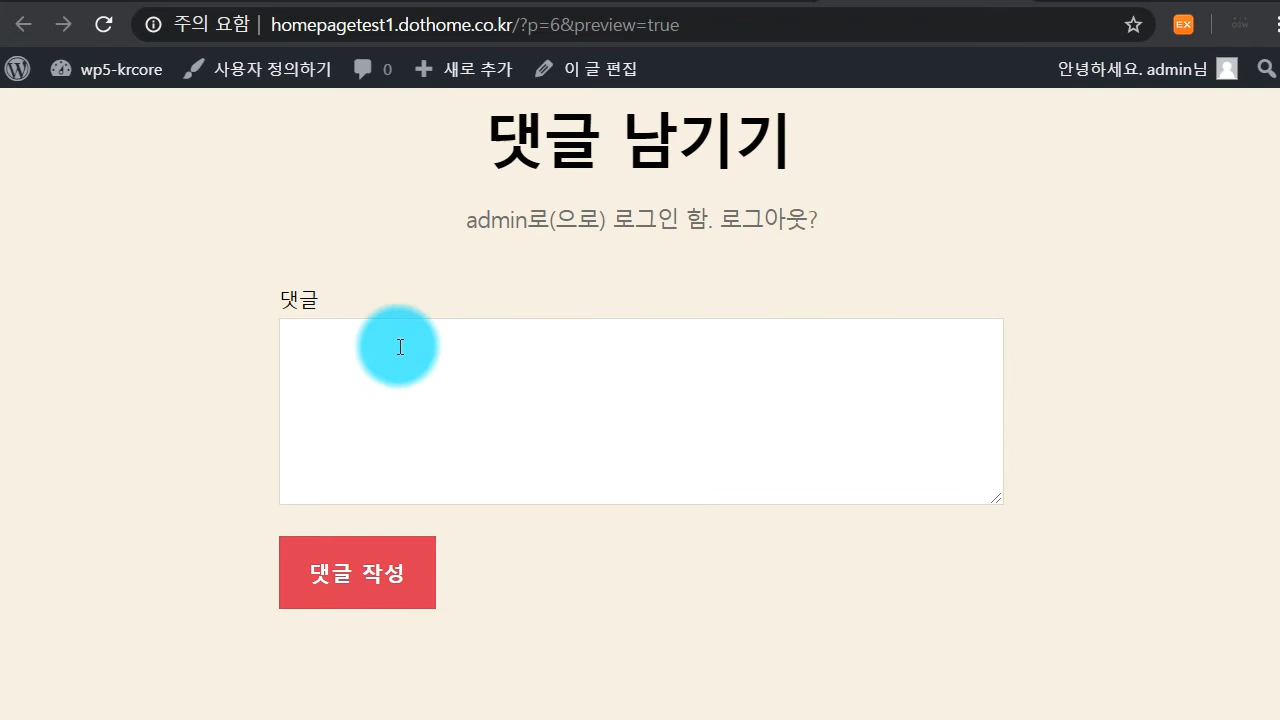 주의 요함 | homepagetest1.dothome.co.kr/?p=6&preview=true
EX
wp5-krcore 사용자 정의하기 0 새로 추가 이 글 편집 안녕하세요. admin님
댓글 남기기
admin로(으로) 로그인 함. 로그아웃?
댓글
댓글 작성